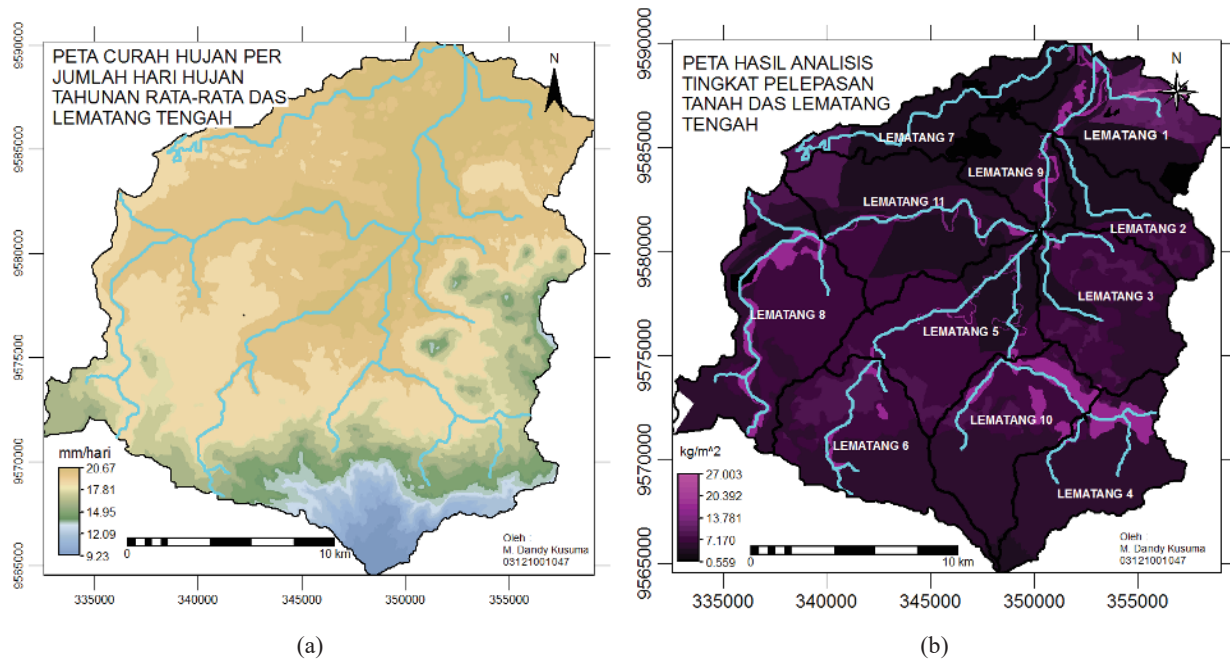 PETA CURAH HUJAN PER
JUMLAH HARI HUJAN
TAHUNAN RATA-RATA DAS
LEMATANG TENGAH
N
9590000
9585000
9580000
9575000
9570000
9565000
mm/hari
20.67
17.81
14.95
12.09
9.23
0
10 km
Oleh :
M. Dandy Kusuma
03121001047
335000 340000 345000 350000 355000
(a)
PETA HASIL ANALISIS
TINGKAT PELEPASAN
TANAH DAS LEMATANG
TENGAH
N
9590000
9585000
9580000
9575000
9570000
9565000
LEMATANG 7
LEMATANG 1
LEMATANG 9
LEMATANG 11
LEMATANG 2
LEMATANG 3
LEMATANG 8
LEMATANG 5
LEMATANG 10
LEMATANG 6
LEMATANG 4
kg/m^2
27.003
20.392
13.781
7.170
0.559
0
10 km
Oleh
M. Dandy Kusuma
03121001047
335000 340000 345000 350000 355000
(b)